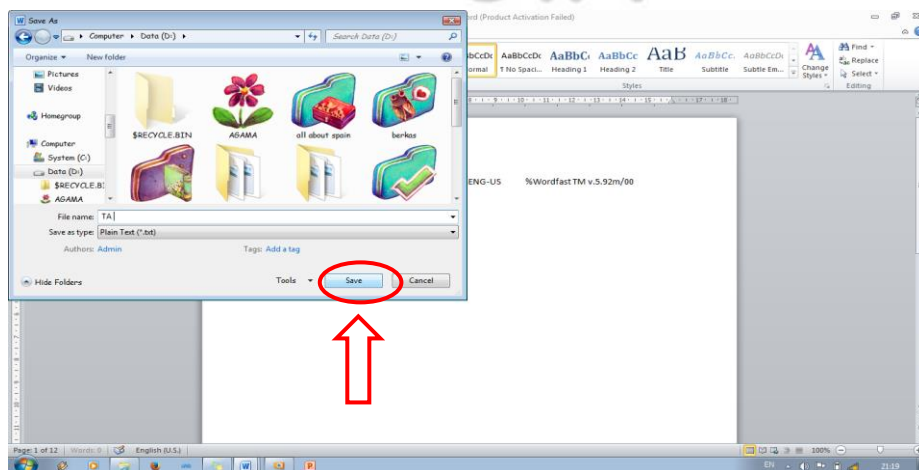 Save As
ord (Product Activation Failed)
Computer Data (D:)
Search Data (D:)
Organize New folder
Pictures
Videos
Homegroup
Computer
System (C:)
Data (D:)
$RECYCLE.B
AGAMA
$RECYCLE.BIN AGAMA all about spain berkas
File name: TA
Save as type: Plain Text (*.txt)
Authors: Admin Tags: Add a tag
Hide Folders Tools Save Cancel
AaBbCcDc AaBbC AaBbCc AaB AaBbCc. AaBbCcDc
ormal T No Spaci... Heading 1 Heading 2 Title Subtitle Subtle Em...
Change Styles
Find
Replace
Select
Styles Editing
ENG-US %Wordfast TM v.5.92m/00
Page: 1 of 12 Words: 0 English (U.S.) 100%
EN 21:19